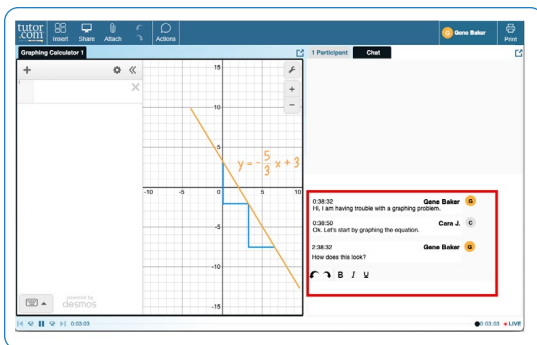 tutor
.com
Insert Share Attach Actions
G Gene Baker
Print
Graphing Calculator 1
1 Participant Chat
1
15
10
5
-10 -5 0 5 10
-5
-10
-15
y = -5/3 x + 3
powered by
desmos
0:38:32 Gene Baker G
Hi, I am having trouble with a graphing problem.
0:38:50 Cara J. C
Ok. Let's start by graphing the equation.
2:38:32 Gene Baker G
How does this look?
B I U
0:03:03
0:03:03 LIVE